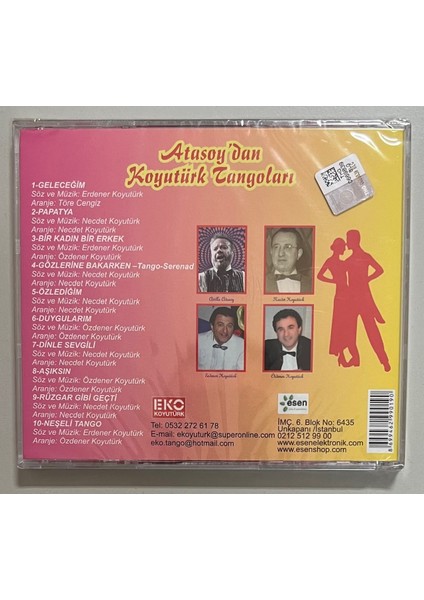 Atasoy'dan
Koyutürk Tangoları
1-GELECEĞİM
Söz ve Müzik: Erdener Koyutürk
Aranje: Töre Cengiz
2-PAPATYA
Söz ve Müzik: Necdet Koyutürk
Aranje: Necdet Koyutürk
3-BİR KADIN BİR ERKEK
Söz ve Müzik: Erdener Koyutürk
Aranje: Özdener Koyutürk
4-GÖZLERİNE BAKARKEN –Tango-Serenad
Söz ve Müzik: Necdet Koyutürk
Aranje: Necdet Koyutürk
5-ÖZLEDİĞİM
Söz ve Müzik: Necdet Koyutürk
Aranje: Necdet Koyutürk
6-DUYGULARIM
Söz ve Müzik: Özdener Koyutürk
Aranje: Özdener Koyutürk
7-DİNLE SEVGİLİ
Söz ve Müzik: Necdet Koyutürk
Aranje: Necdet Koyutürk
8-AŞIKSIN
Söz ve Müzik: Özdener Koyutürk
Aranje: Özdener Koyutürk
9-RÜZGAR GİBİ GEÇTİ
Söz ve Müzik: Necdet Koyutürk
Aranje: Necdet Koyutürk
10-NEŞELİ TANGO
Söz ve Müzik: Erdener Koyutürk
Aranje: Özdener Koyutürk
Necdet Koyutürk
Erdener Koyutürk
Özdener Koyutürk
EKO
KOYUTÜRK
Tel: 0532 272 61 78
E-mail: ekoyuturk@superonline.com
eko.tango@hotmail.com
esen
İMÇ. 6. Blok No: 6435
Unkapanı /İstanbul
0212 512 99 00
www.esenelektronik.com
www.esenshop.com